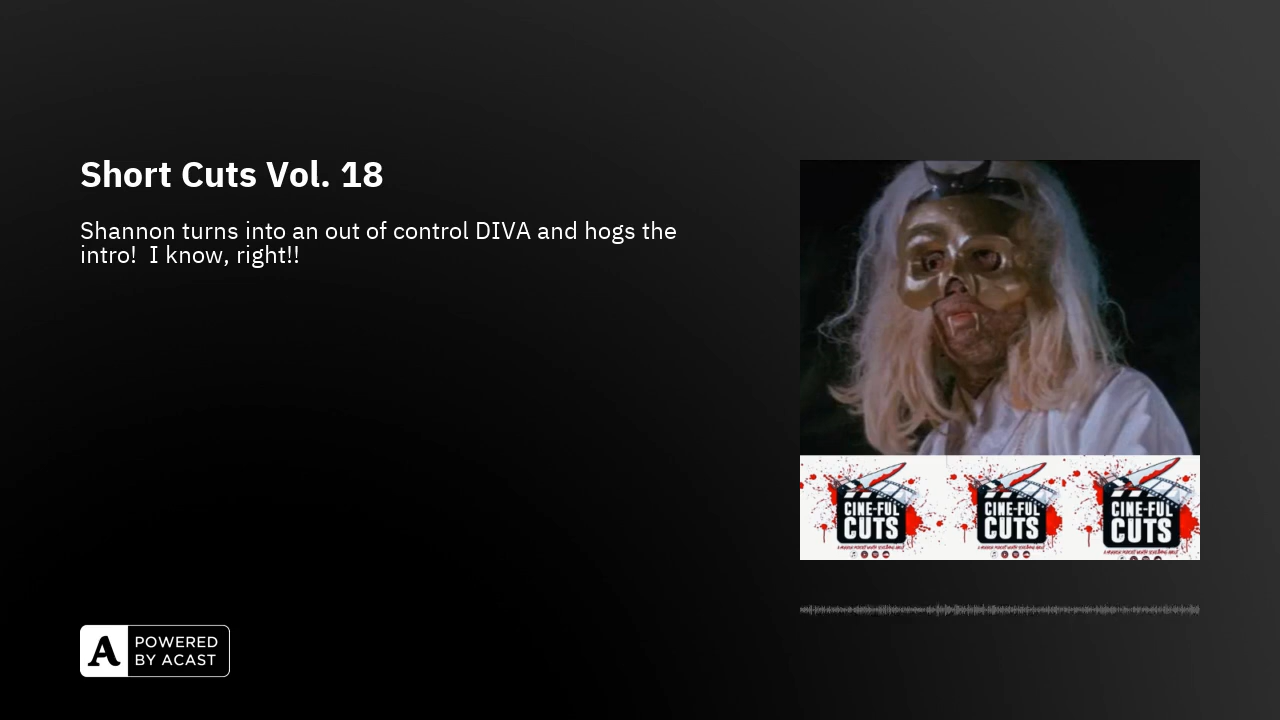 Short Cuts Vol. 18
Shannon turns into an out of control DIVA and hogs the
intro!  I know, right!!
CINE-FUL
CUTS
CINE-FUL
CUTS
CINE-FUL
CUTS
A
POWERED
BY ACAST